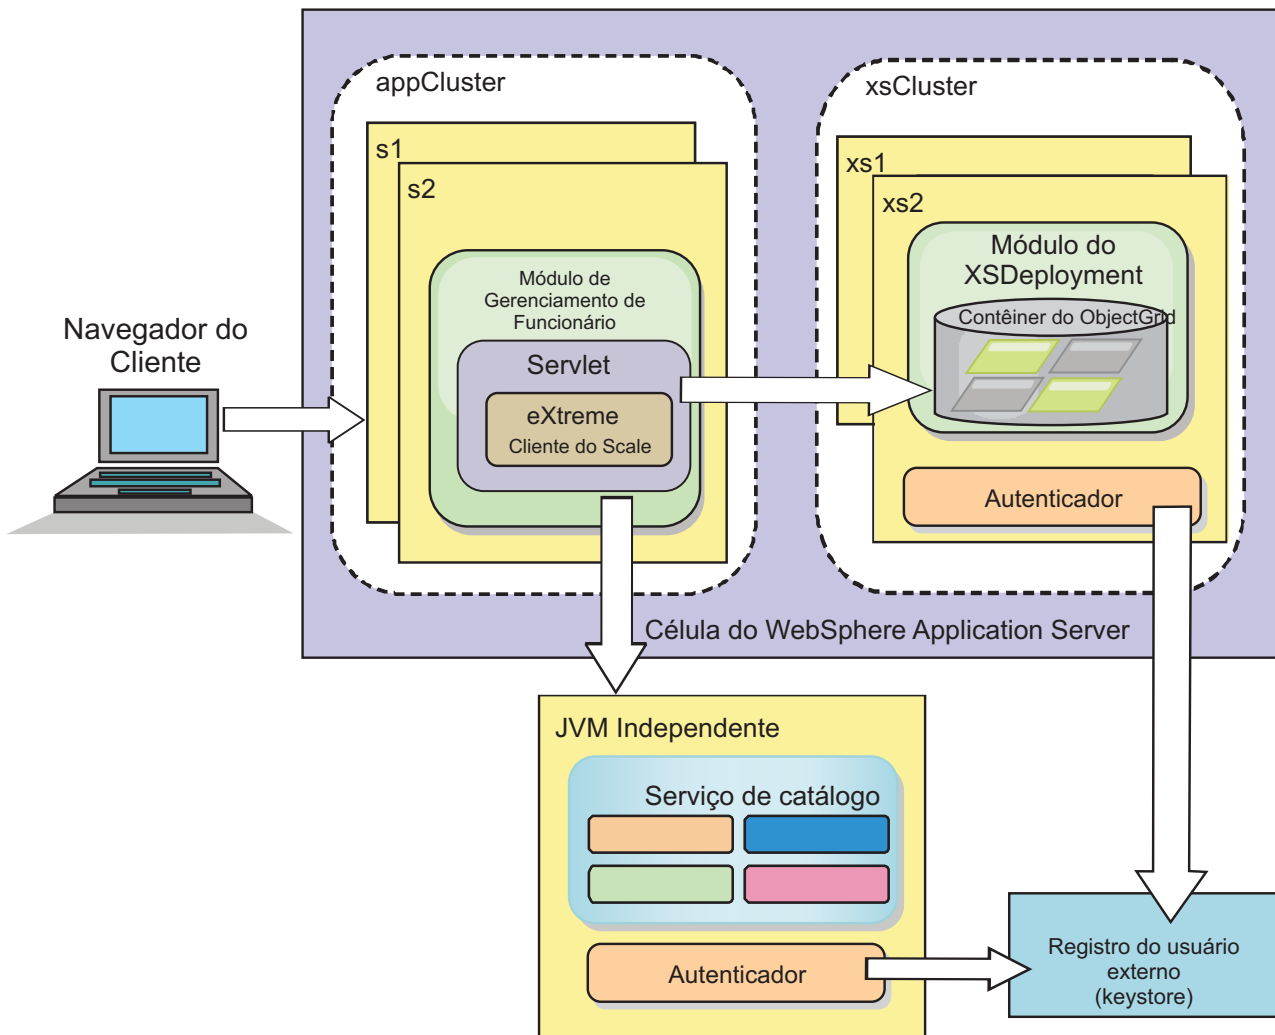 appCluster
xsCluster
s1
s2
xs1
xs2
Módulo de
Gerenciamento de
Funcionário
Servlet
eXtreme
Cliente do Scale
Módulo do
XSDeployment
Contêiner do ObjectGrid
Autenticador
Navegador do
Cliente
Célula do WebSphere Application Server
JVM Independente
Serviço de catálogo
Autenticador
Registro do usuário
externo
(keystore)